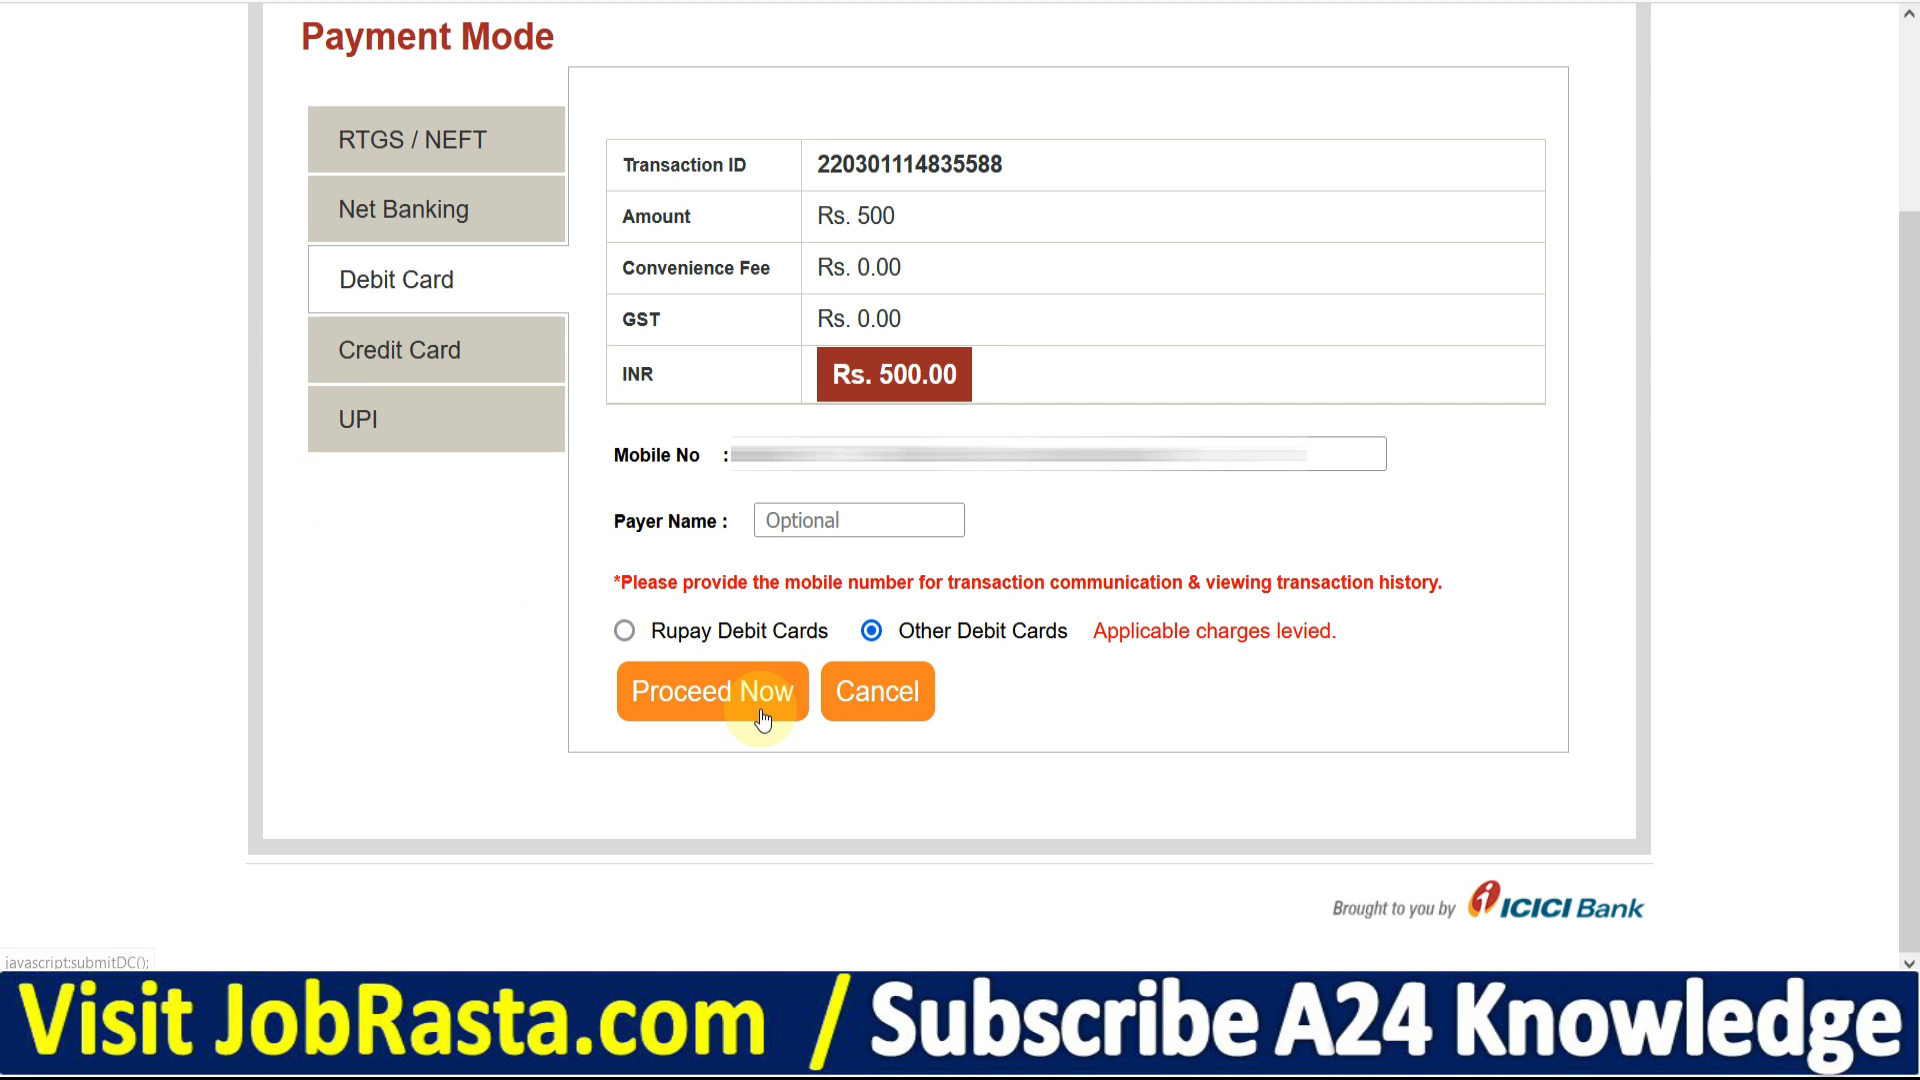 Payment Mode
RTGS / NEFT
Net Banking
Debit Card
Credit Card
UPI
Transaction ID 220301114835588
Amount Rs. 500
Convenience Fee Rs. 0.00
GST Rs. 0.00
INR Rs. 500.00
Mobile No :
Payer Name : Optional
*Please provide the mobile number for transaction communication & viewing transaction history.
Rupay Debit Cards Other Debit Cards Applicable charges levied.
Proceed Now Cancel
Brought to you by ICICI Bank
javascript:submitDC();
Visit JobRasta.com / Subscribe A24 Knowledge